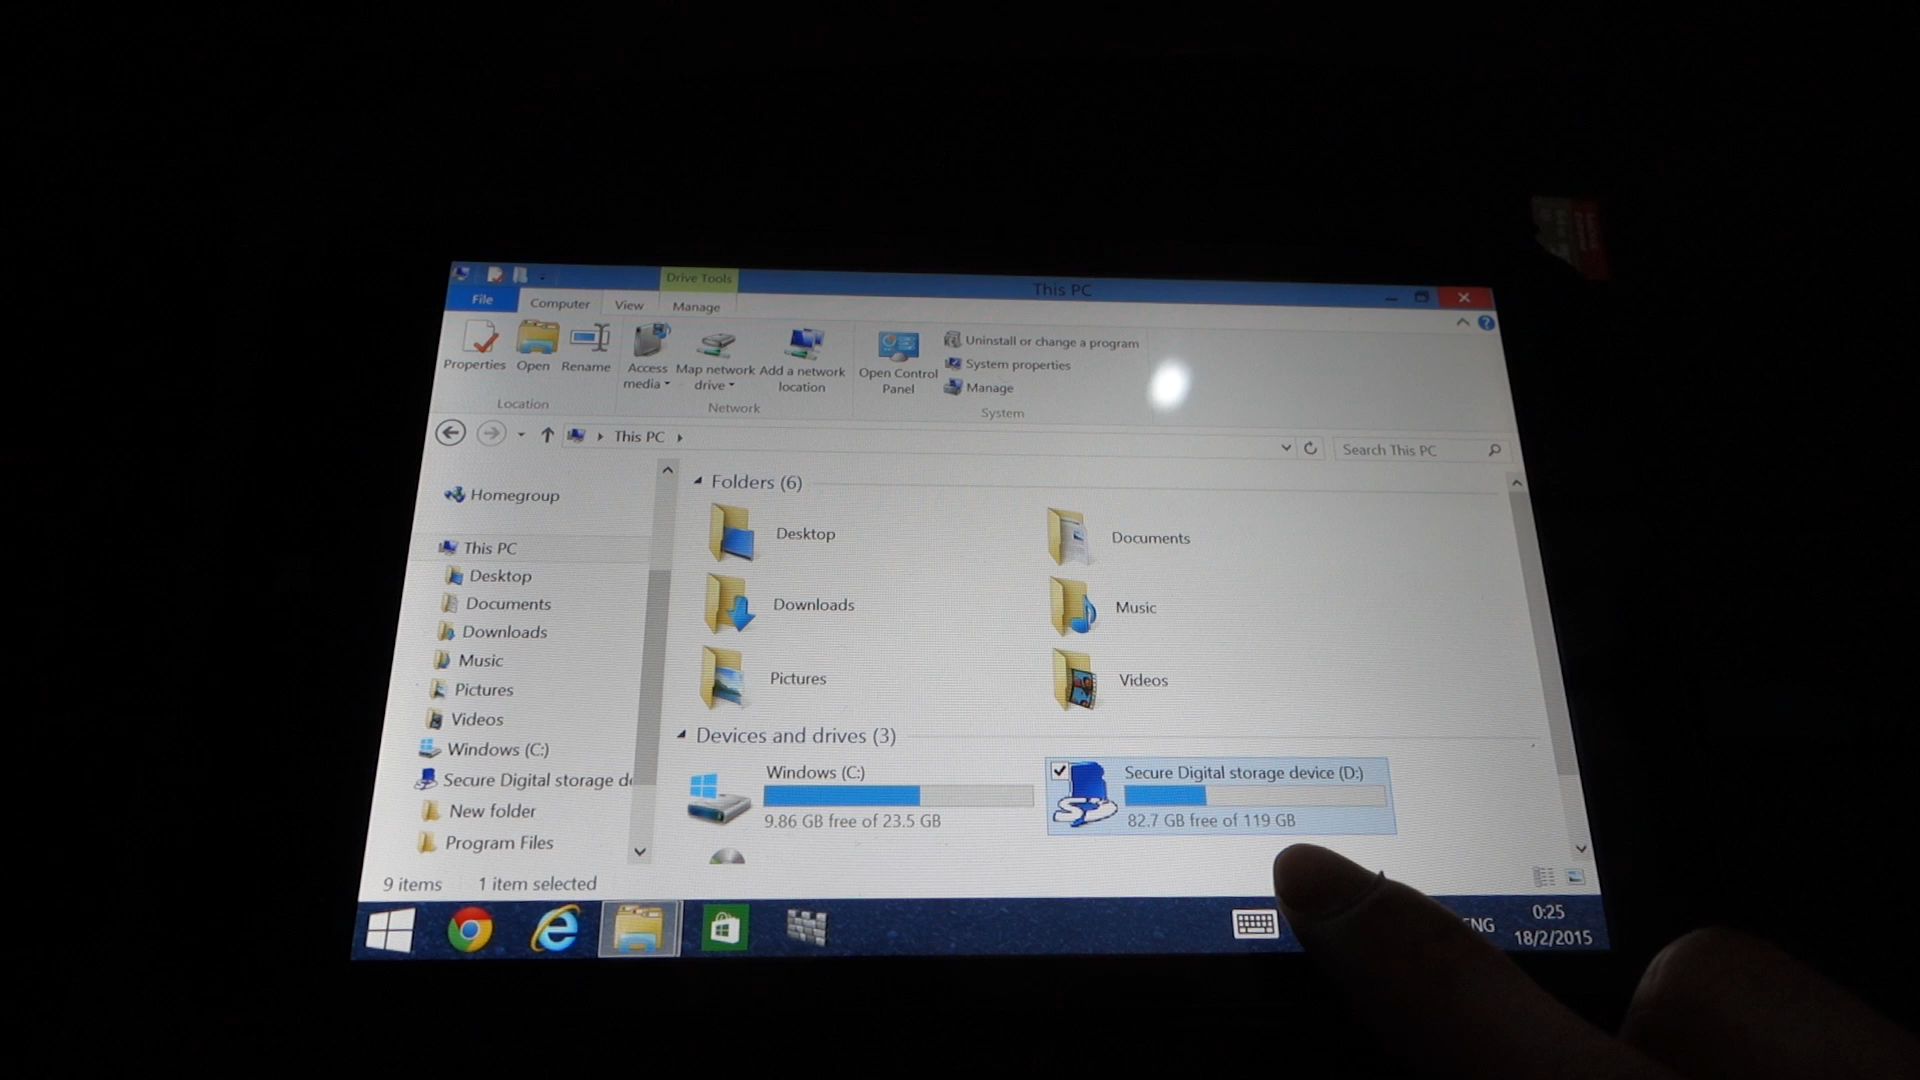 Drive Tools
This PC
File
Computer
View
Manage
Properties
Open
Rename
Access media
Map network drive
Add a network location
Open Control Panel
Uninstall or change a program
System properties
Manage
Location
Network
System
This PC
Search This PC
Homegroup
This PC
Desktop
Documents
Downloads
Music
Pictures
Videos
Windows (C:)
Secure Digital storage de
New folder
Program Files
Folders (6)
Desktop
Documents
Downloads
Music
Pictures
Videos
Devices and drives (3)
Windows (C:)
9.86 GB free of 23.5 GB
Secure Digital storage device (D:)
82.7 GB free of 119 GB
9 items
1 item selected
ENG
0:25
18/2/2015